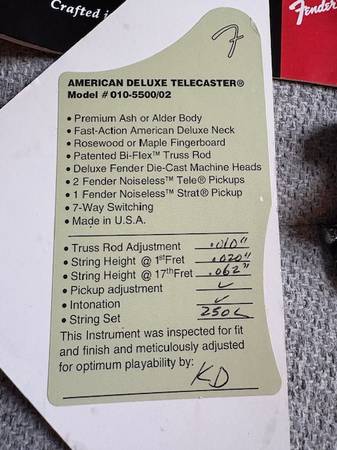 Crafted i
Fender
F
AMERICAN DELUXE TELECASTER®
Model # 010-5500/02
• Premium Ash or Alder Body
• Fast-Action American Deluxe Neck
• Rosewood or Maple Fingerboard
• Patented Bi-Flex™ Truss Rod
• Deluxe Fender Die-Cast Machine Heads
• 2 Fender Noiseless™ Tele® Pickups
• 1 Fender Noiseless™ Strat® Pickup
• 7-Way Switching
• Made in U.S.A.
• Truss Rod Adjustment .010"
• String Height @ 1stFret .020"
• String Height @ 17thFret .062"
• Pickup adjustment ✓
• Intonation ✓
• String Set 250L
This Instrument was inspected for fit
and finish and meticulously adjusted
for optimum playability by:
KD